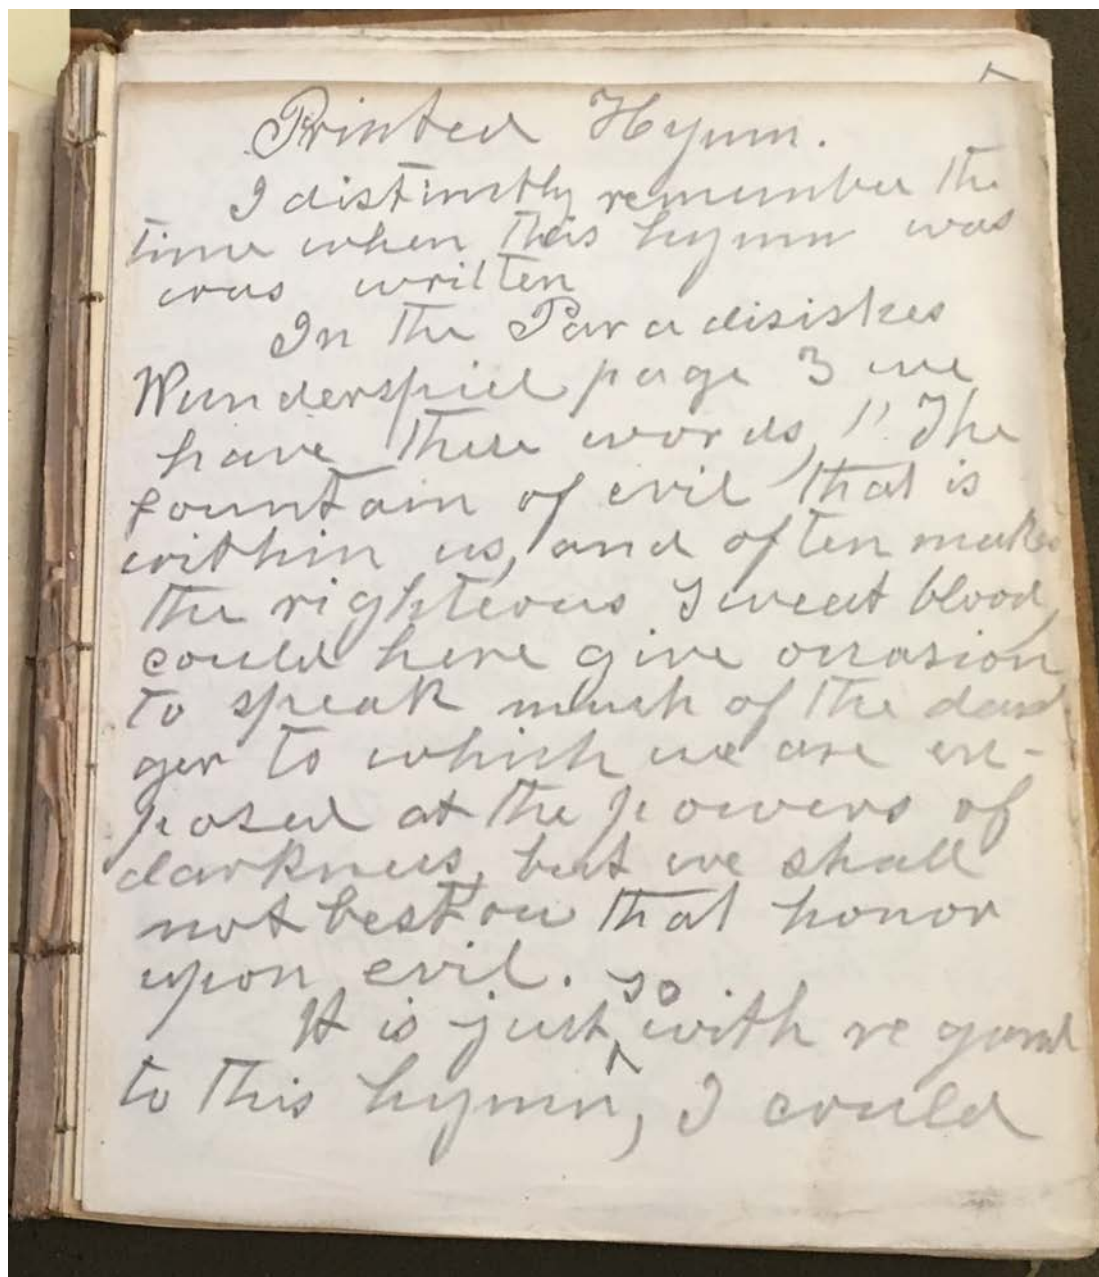 Printed Hymn.
I distinctly remember the
time when this hymn was
was written
In the Paradisiskes
Wunderspiel page 3 we
have these words, "The
fountain of evil that is
within us, and often makes
the righteous sweat blood,
could here give occasion
to speak much of the dan-
ger to which we are ex-
posed at the powers of
darkness, but we shall
not bestow that honor
upon evil.
It is just so with regard
to this hymn, I could